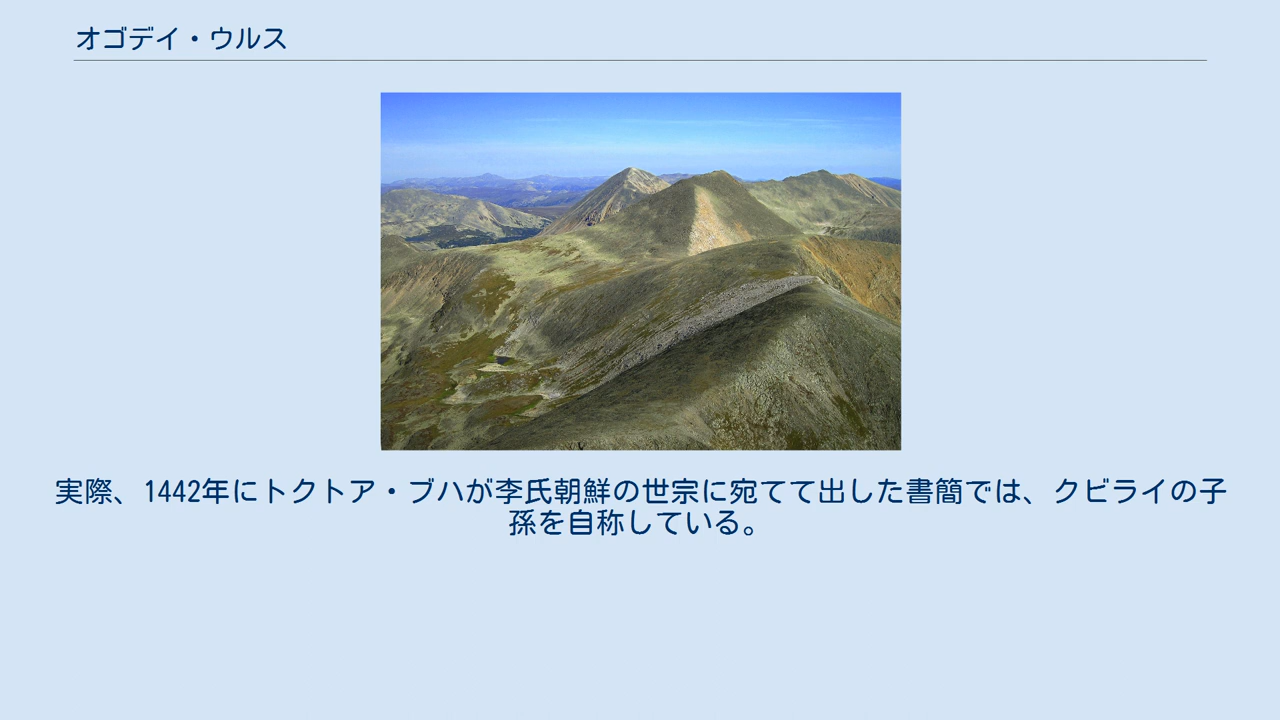 オゴデイ・ウルス
実際、1442年にトクトア・ブハが李氏朝鮮の世宗に宛てて出した書簡では、クビライの子
孫を自称している。